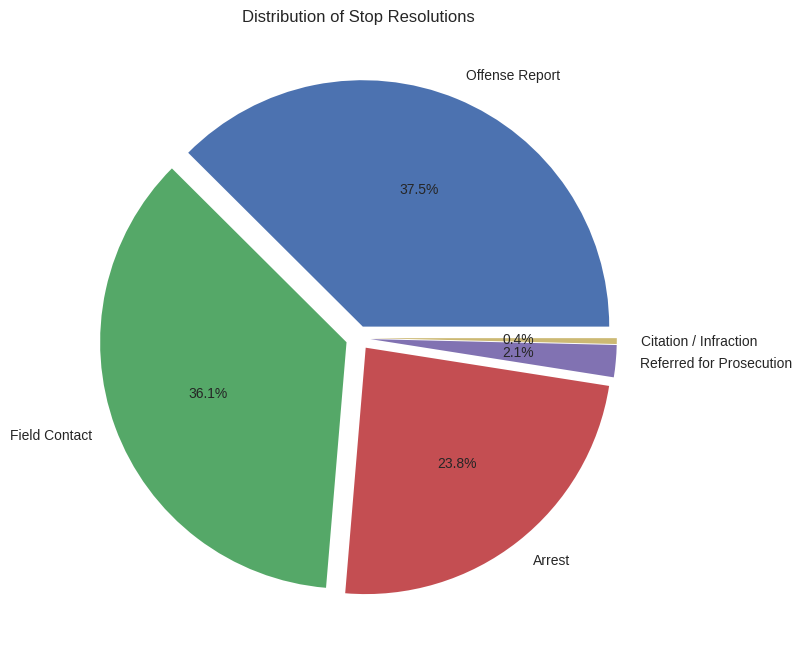 Distribution of Stop Resolutions
Offense Report
37.5%
0.4%
Citation / Infraction
2.1%
Referred for Prosecution
36.1%
Field Contact
23.8%
Arrest